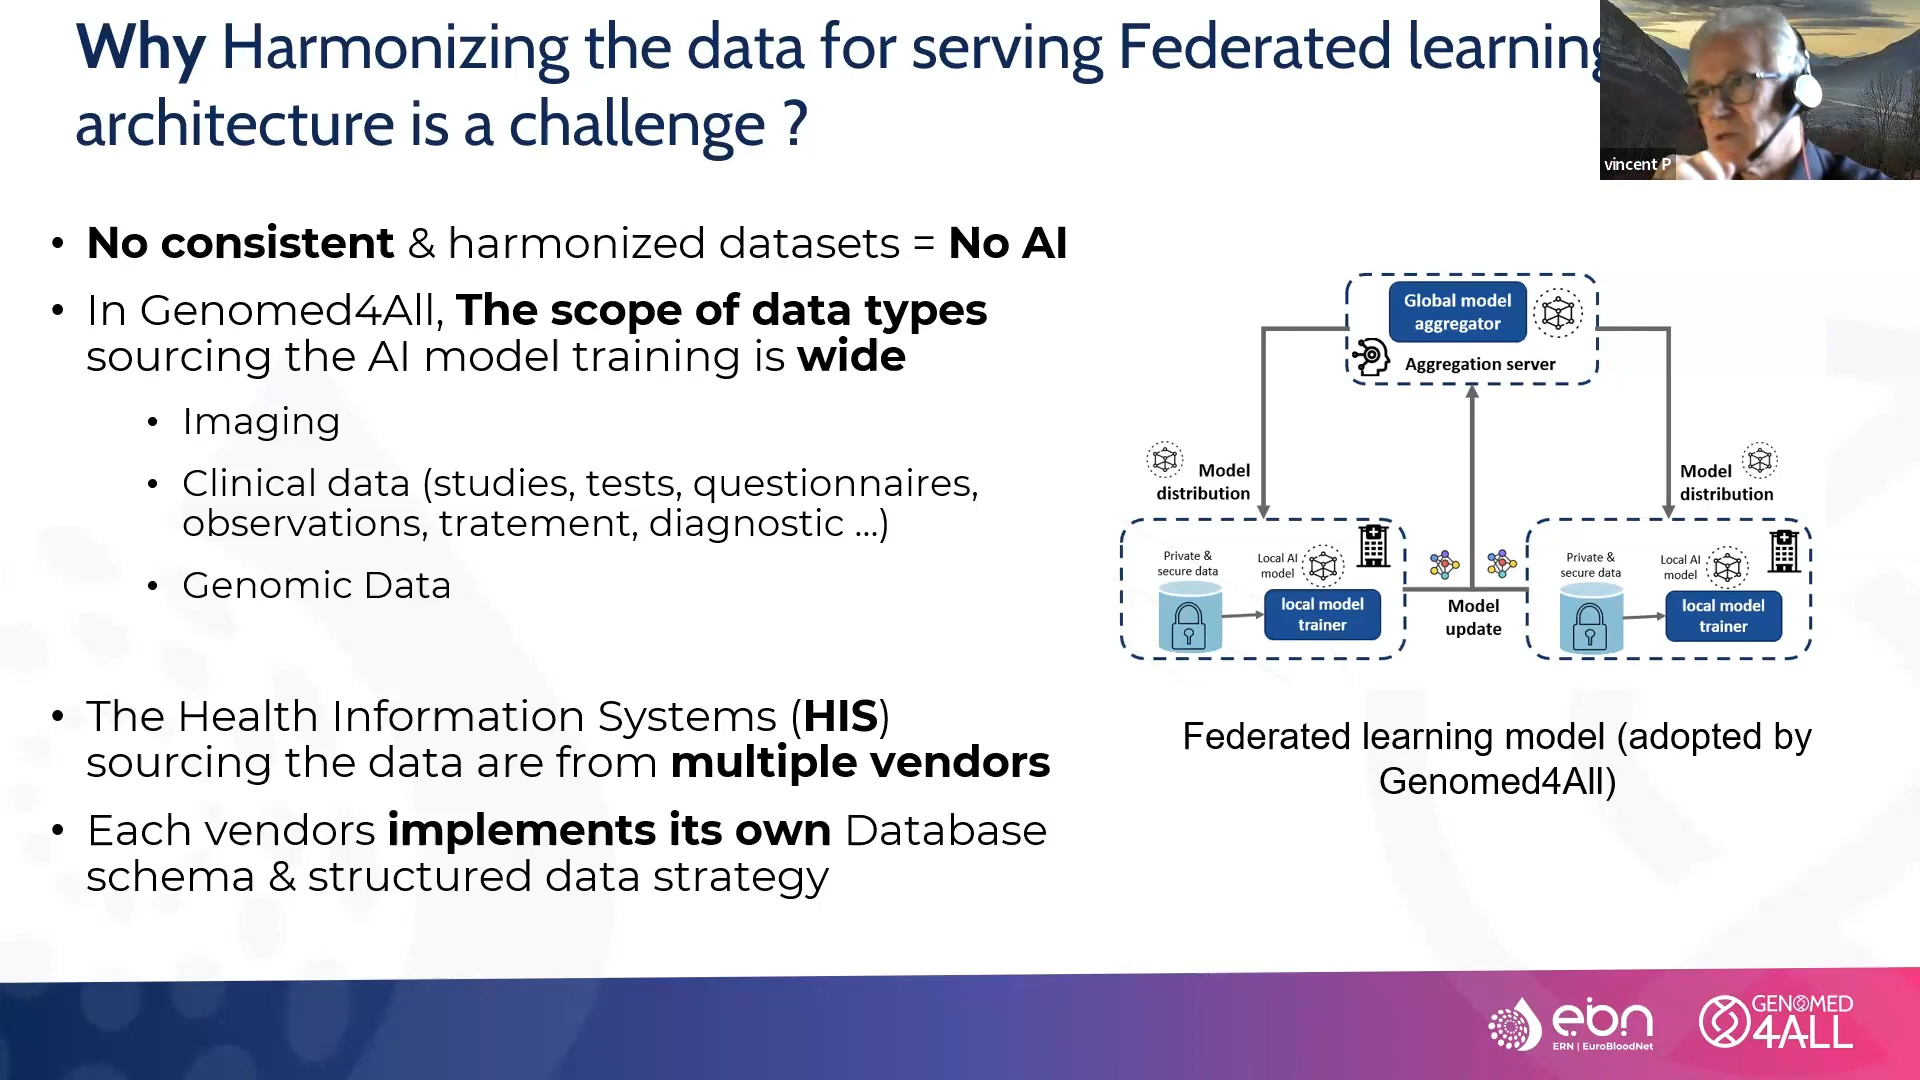 Why Harmonizing the data for serving Federated learning
architecture is a challenge ?
vincent P
• No consistent & harmonized datasets = No AI
• In Genomed4All, The scope of data types
sourcing the AI model training is wide
• Imaging
• Clinical data (studies, tests, questionnaires,
observations, tratement, diagnostic ...)
• Genomic Data
• The Health Information Systems (HIS)
sourcing the data are from multiple vendors
• Each vendors implements its own Database
schema & structured data strategy
Global model
aggregator
Aggregation server
Model
distribution
Model
distribution
Private &
secure data
Local AI
model
local model
trainer
Model
update
Private &
secure data
Local AI
model
local model
trainer
Federated learning model (adopted by
Genomed4All)
ebn
ERN | EuroBloodNet
GENOMED
4ALL